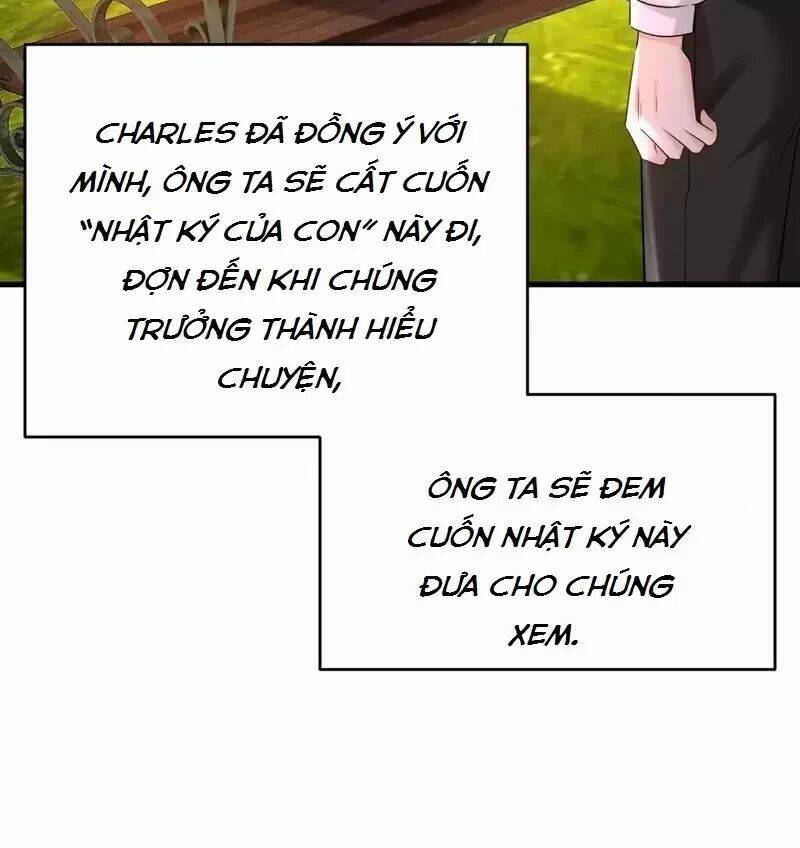 CHARLES ĐÃ ĐỒNG Ý VỚI
MÌNH, ÔNG TA SẼ CẤT CUỐN
“NHẬT KÝ CỦA CON” NÀY ĐI,
ĐỢN ĐẾN KHI CHÚNG
TRƯỞNG THÀNH HIỂU
CHUYỆN,
ÔNG TA SẼ ĐEM
CUỐN NHẬT KÝ NÀY
ĐƯA CHO CHÚNG
XEM.